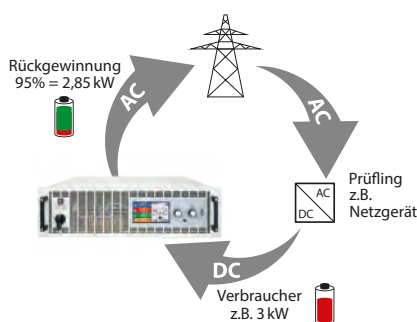 Rückgewinnung
95% = 2,85 kW
AC
AC
Prüfling
z.B.
Netzgerät
AC
DC
DC
Verbraucher
z.B. 3 kW